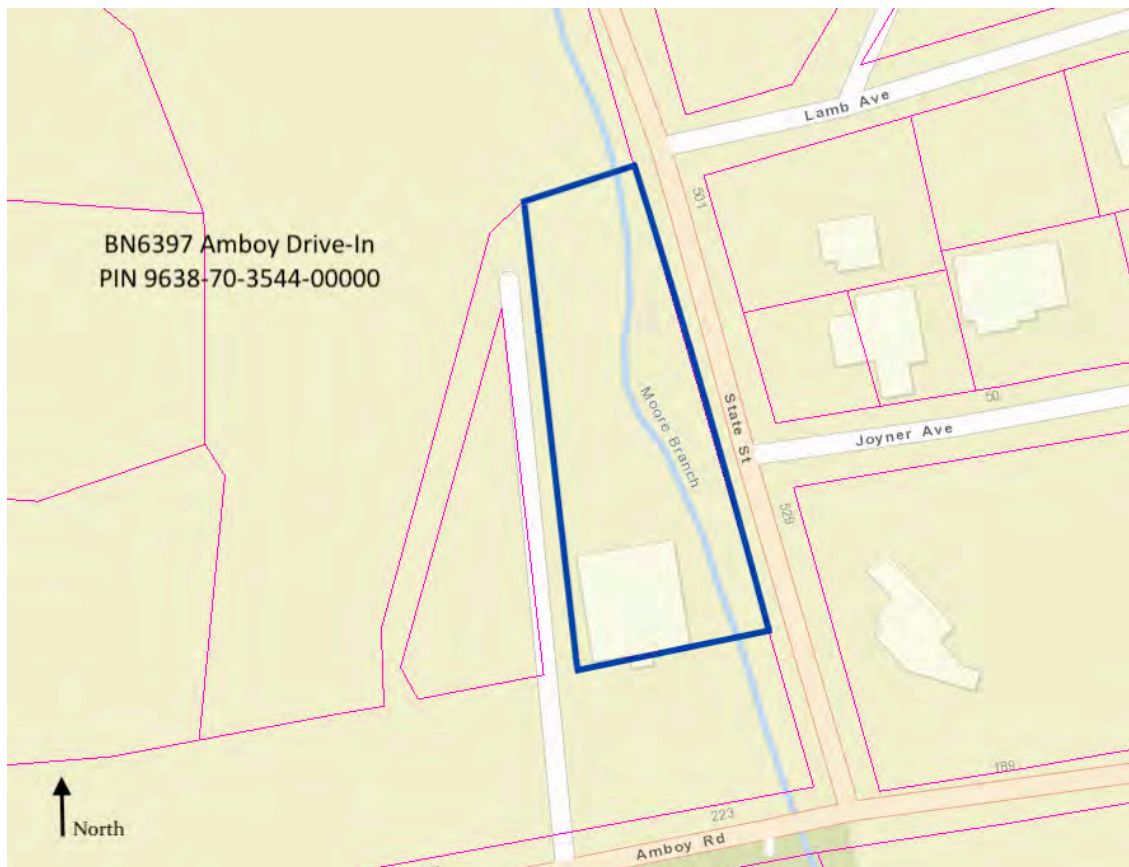 Lamb Ave
501
BN6397 Amboy Drive-In
PIN 9638-70-3544-00000
Moore Branch
State St
50
Joyner Ave
529
189
North
223
Amboy Rd